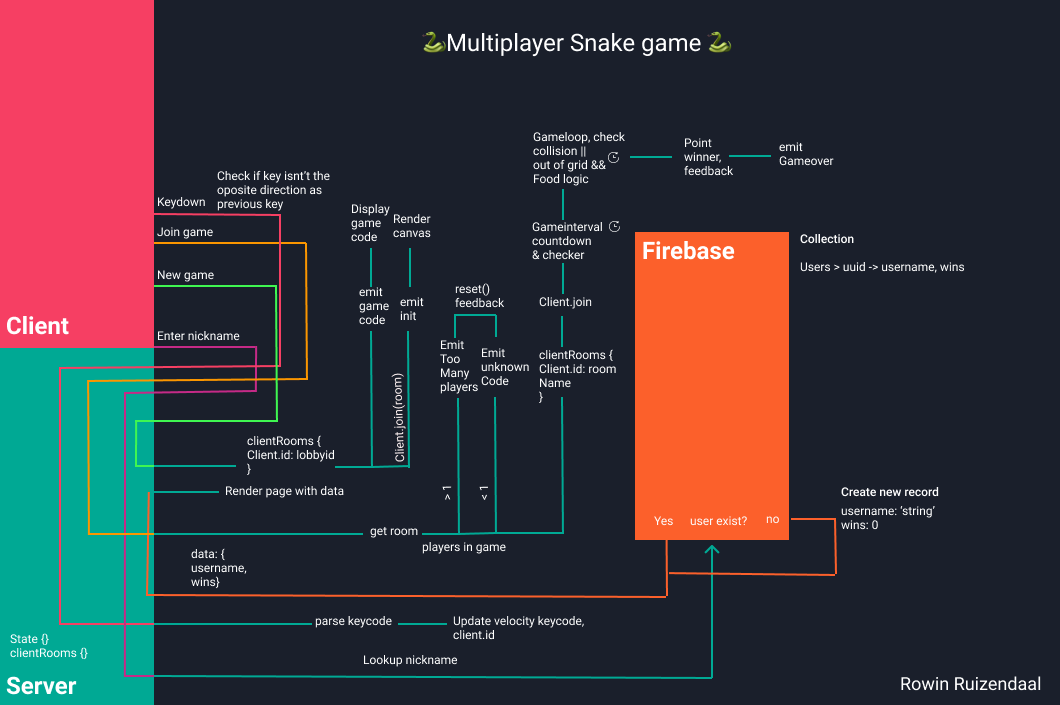 🐍Multiplayer Snake game 🐍
Gameloop, check
collision ||
out of grid &&
Food logic
Point
winner,
feedback
emit
Gameover
Check if key isnt't the
oposite direction as
previous key
Keydown
Join game
New game
Enter nickname
Client
Display
game
code
Render
canvas
Gameinterval
countdown
& checker
Firebase
Collection
Users > uuid -> username, wins
emit
game
code
emit
init
reset()
feedback
Client.join
Emit
Too
Many
players
Emit
unknown
Code
clientRooms {
Client.id: room
Name
}
Client.join(room)
clientRooms {
Client.id: lobbyid
}
Render page with data
> 1
< 1
get room
players in game
Yes
user exist?
no
Create new record
username: ‘string’
wins: 0
data: {
username,
wins}
parse keycode
Update velocity keycode,
client.id
State {}
clientRooms {}
Lookup nickname
Server
Rowin Ruizendaal